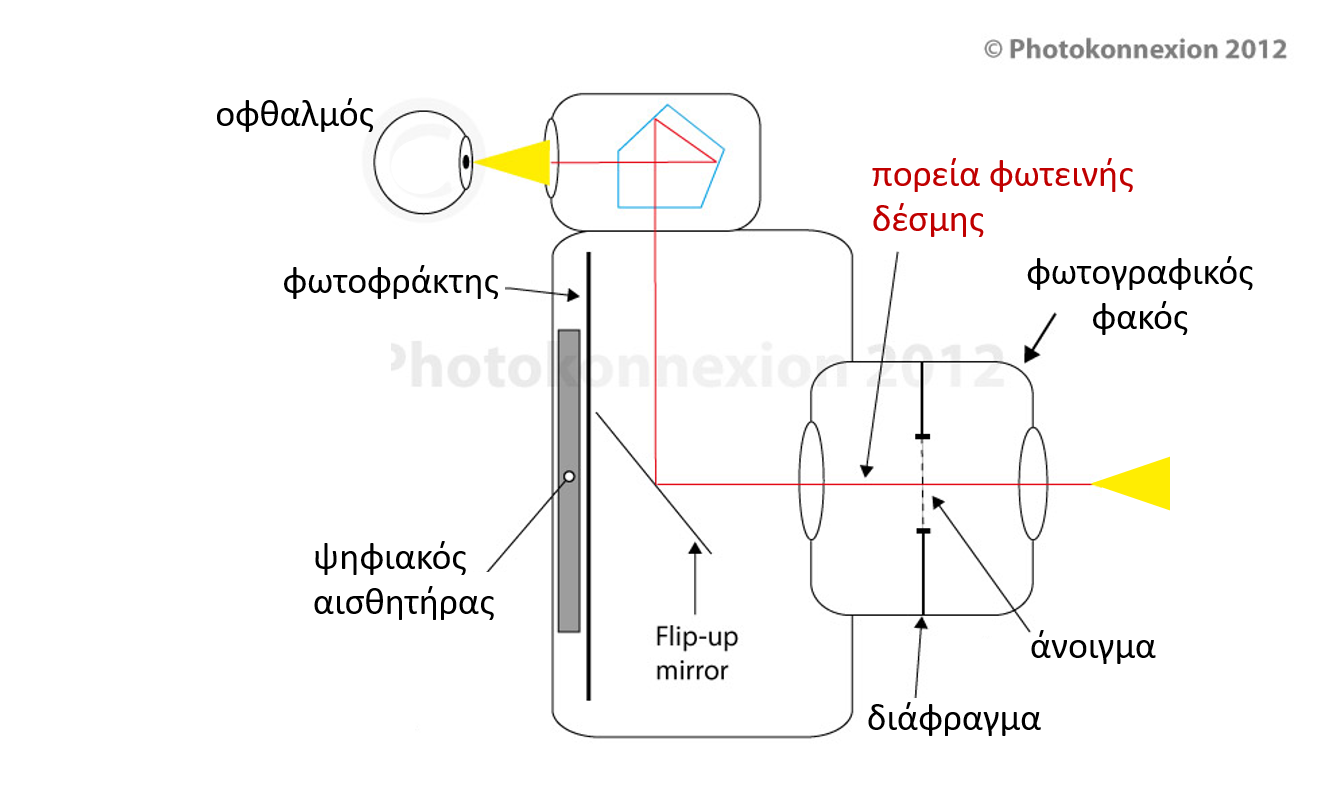 © Photokonnexion 2012
οφθαλμός
πορεία φωτεινής
δέσμης
φωτοφράκτης
φωτογραφικός
φακός
Photokonnexion 2012
ψηφιακός
αισθητήρας
Flip-up
mirror
άνοιγμα
διάφραγμα